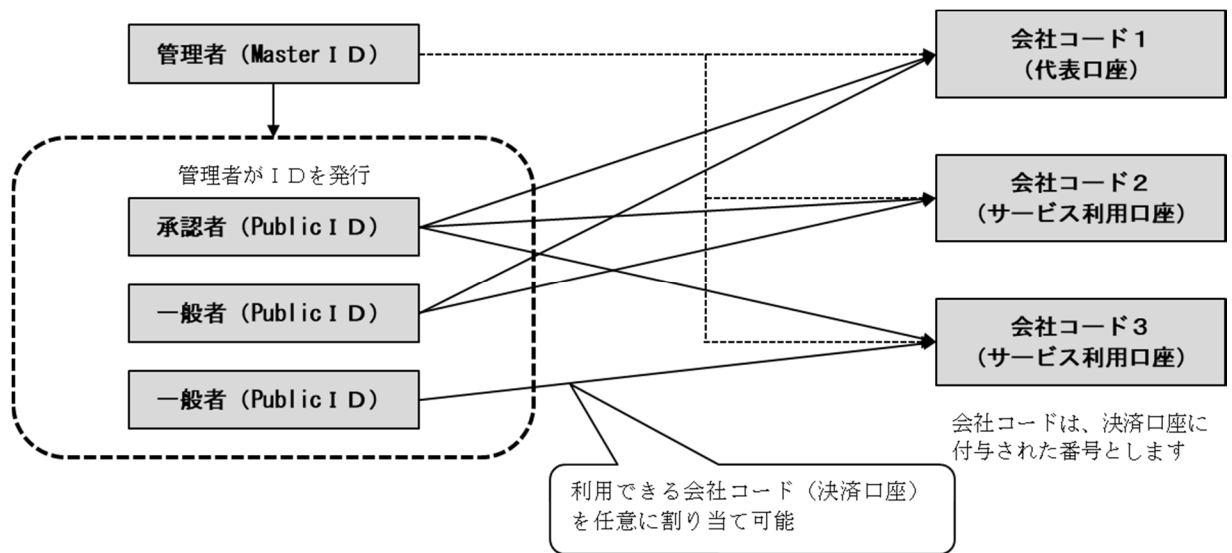 管理者（MasterＩＤ）
管理者がＩＤを発行
承認者（PublicＩＤ）
一般者（PublicＩＤ）
一般者（PublicＩＤ）
会社コード１
（代表口座）
会社コード２
（サービス利用口座）
会社コード３
（サービス利用口座）
会社コードは、決済口座に
付与された番号とします
利用できる会社コード（決済口座）
を任意に割り当て可能